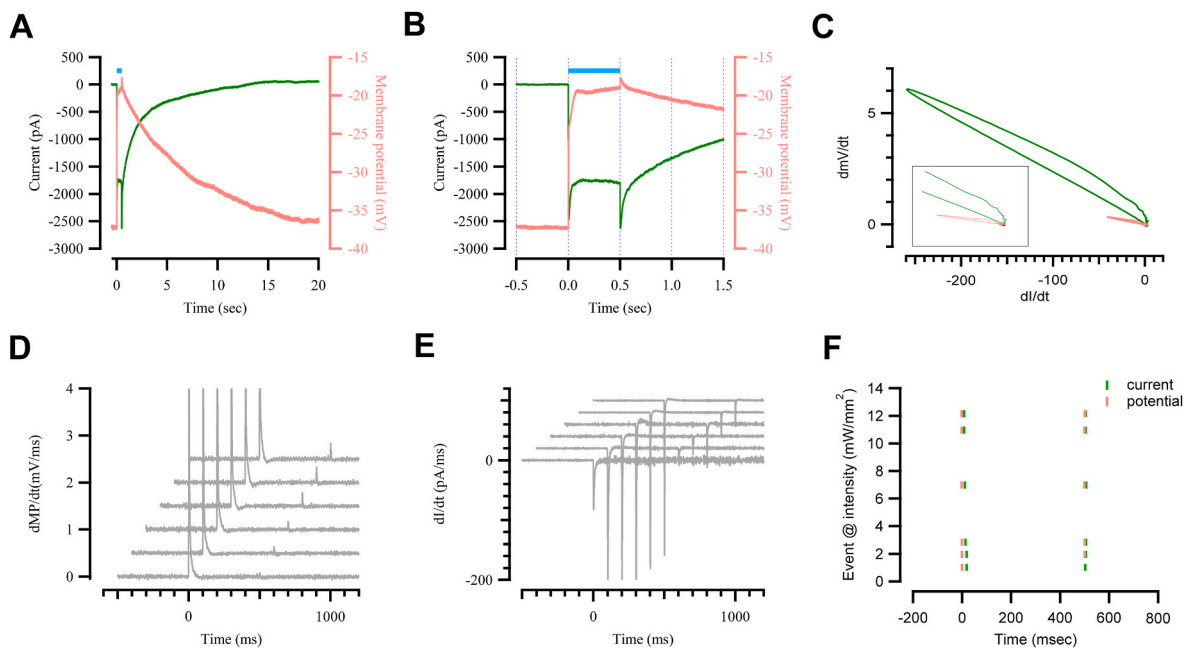 A
500
0
-500
-1000
-1500
-2000
-2500
-3000
Current (pA)
-15
-20
-25
-30
-35
-40
Membrane potential (mV)
0 5 10 15 20
Time (sec)
B
500
0
-500
-1000
-1500
-2000
-2500
-3000
Current (pA)
-15
-20
-25
-30
-35
-40
Membrane potential (mV)
-0.5 0.0 0.5 1.0 1.5
Time (sec)
C
5
0
dmV/dt
-200 -100 0
dI/dt
D
4
3
2
1
0
dMP/dt(mV/ms)
0 1000
Time (ms)
E
0
-200
dI/dt (pA/ms)
0 1000
Time (ms)
F
14
12
10
8
6
4
2
0
Event @ intensity (mW/mm²)
current
potential
-200 0 200 400 600 800
Time (msec)